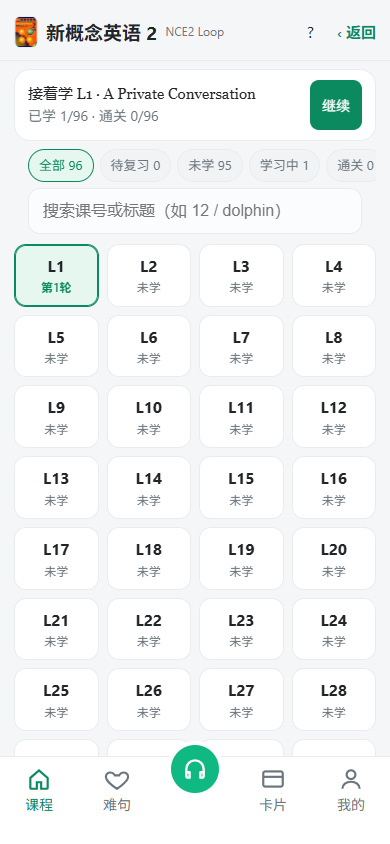 新概念英语 2 NCE2 Loop ? ‹ 返回
接着学 L1 · A Private Conversation
已学 1/96 · 通关 0/96
继续
全部 96 待复习 0 未学 95 学习中 1 通关 0
搜索课号或标题（如 12 / dolphin）
L1 L2 L3 L4
第1轮 未学 未学 未学
L5 L6 L7 L8
未学 未学 未学 未学
L9 L10 L11 L12
未学 未学 未学 未学
L13 L14 L15 L16
未学 未学 未学 未学
L17 L18 L19 L20
未学 未学 未学 未学
L21 L22 L23 L24
未学 未学 未学 未学
L25 L26 L27 L28
未学 未学 未学 未学
课程 难句 卡片 我的